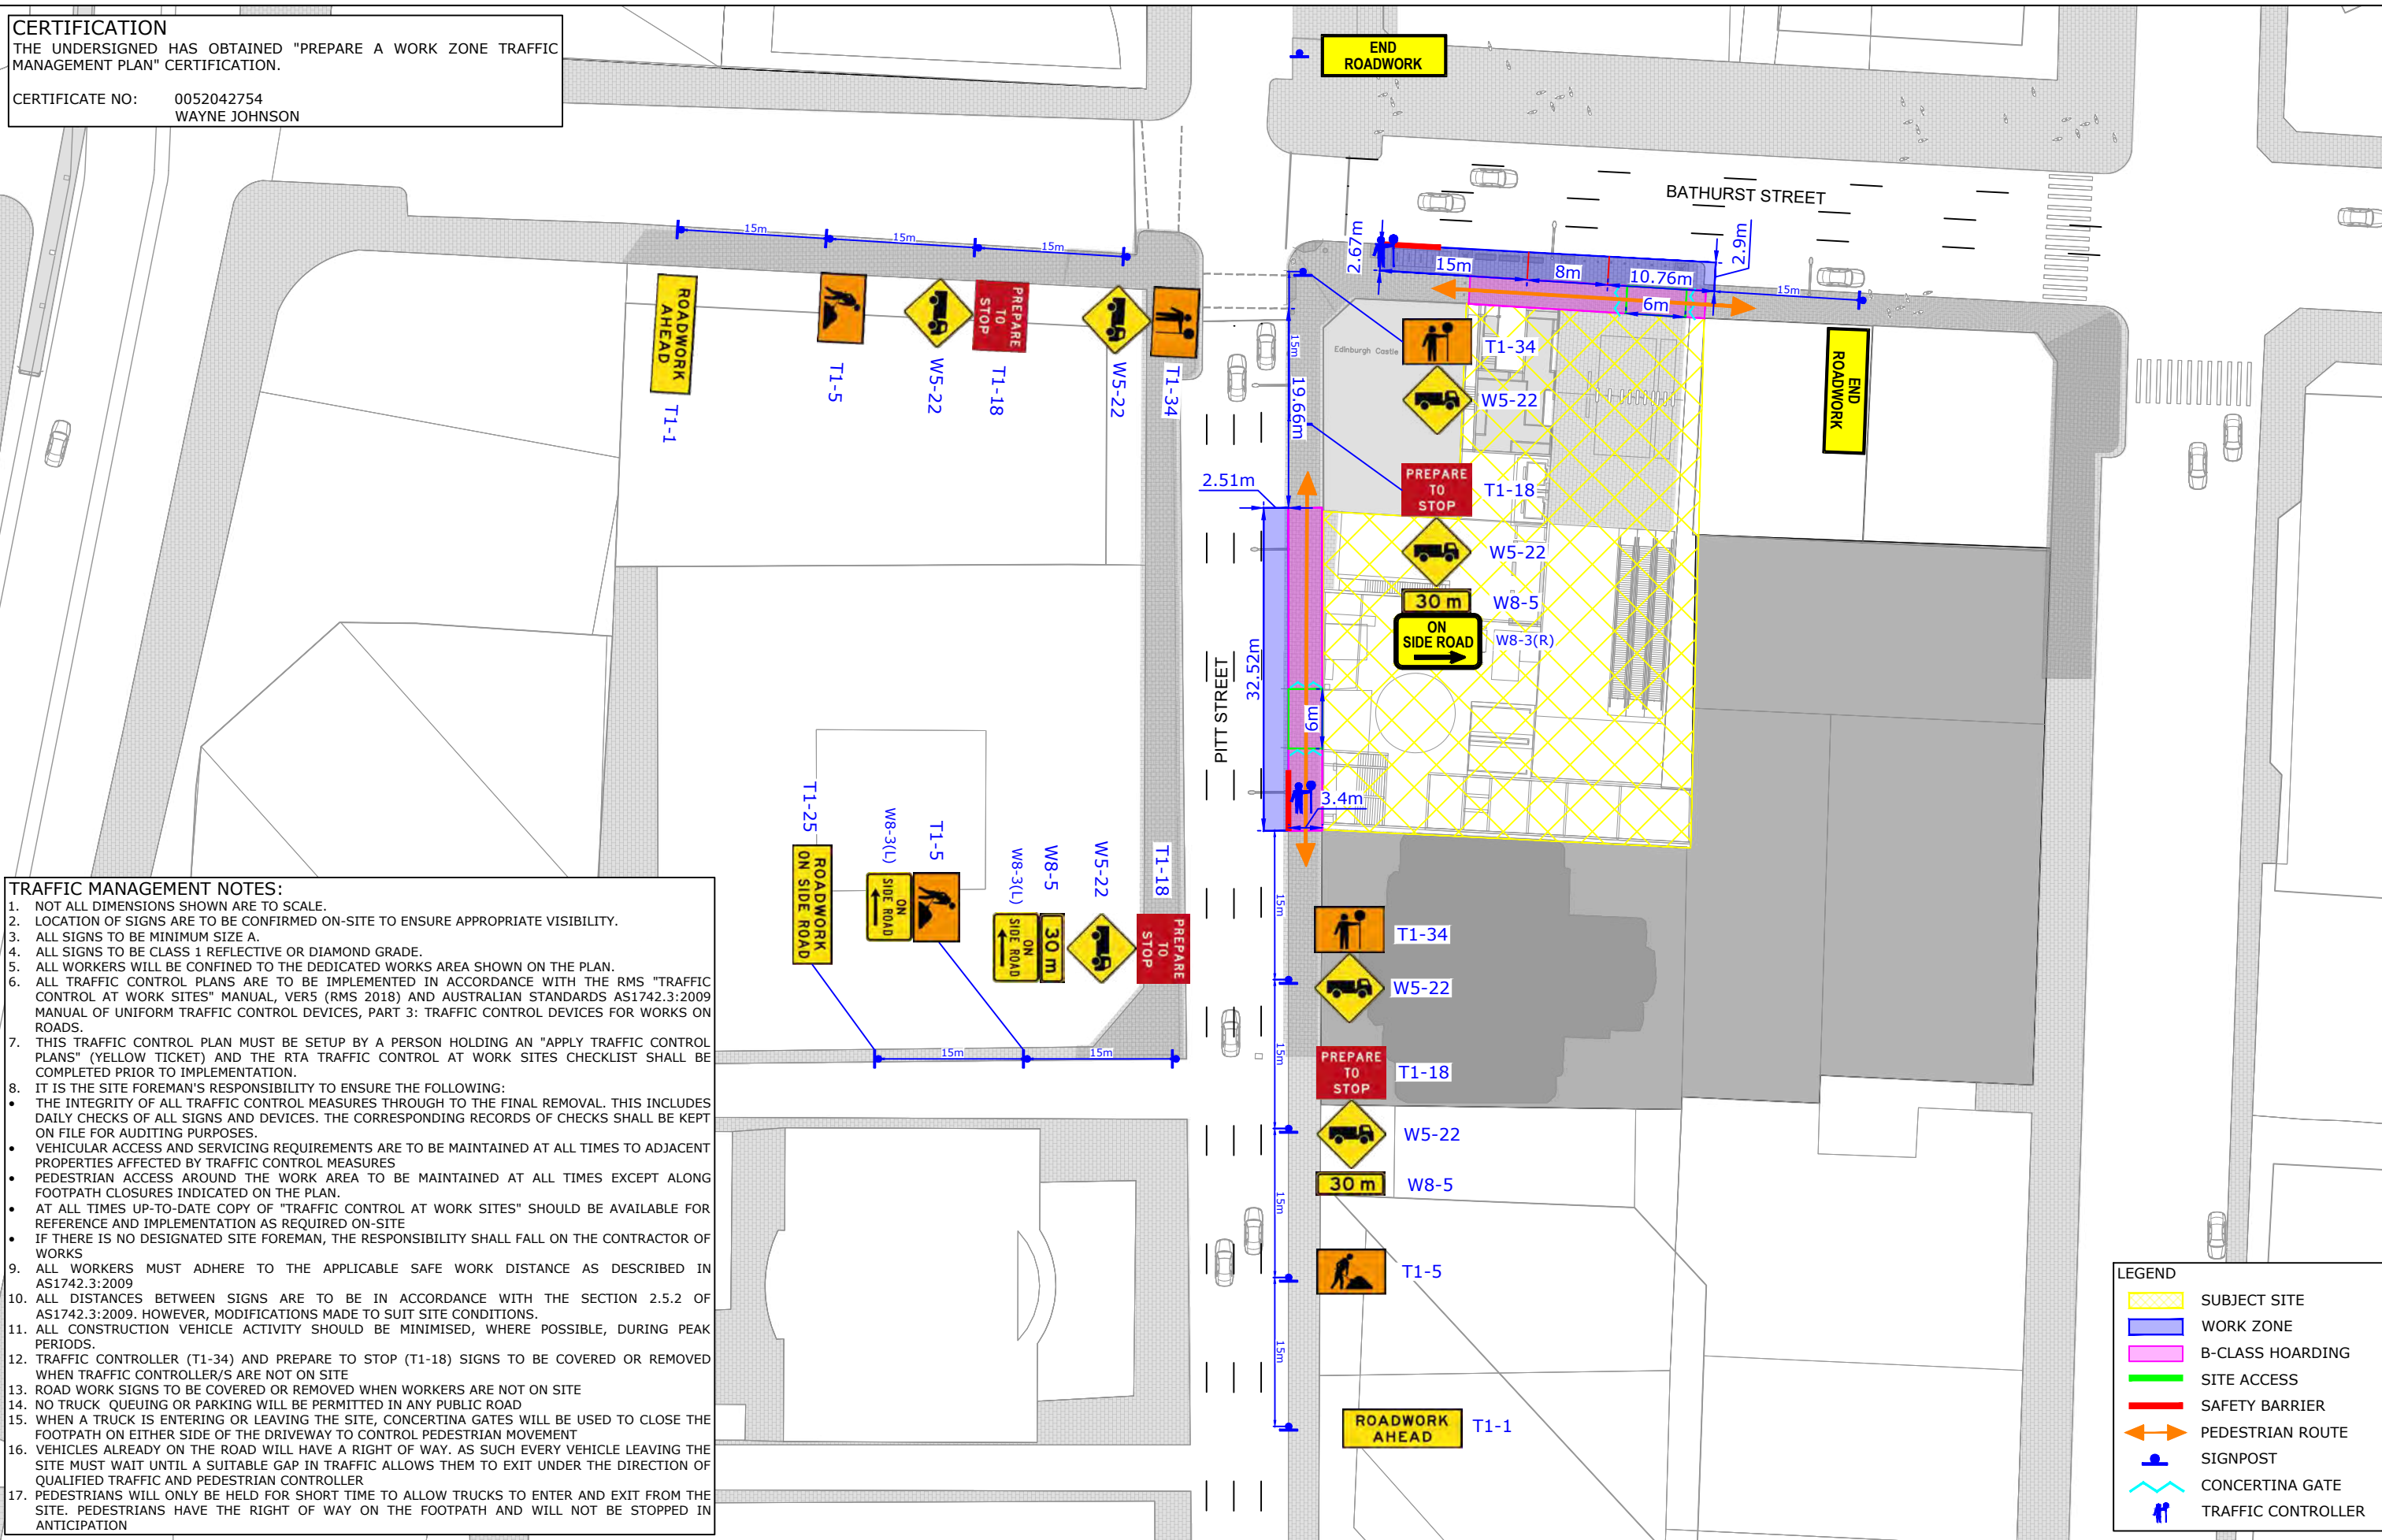 CERTIFICATION
THE UNDERSIGNED HAS OBTAINED "PREPARE A WORK ZONE TRAFFIC
MANAGEMENT PLAN" CERTIFICATION.
CERTIFICATE NO: 0052042754
WAYNE JOHNSON
END
ROADWORK
BATHURST STREET
15m
15m
15m
2.67m
15m
8m
10.76m
2.9m
15m
6m
ROADWORK
AHEAD
T1-1
T1-5
W5-22
PREPARE
TO
STOP
T1-18
W5-22
T1-34
15m
19.66m
Edinburgh Castle
T1-34
W5-22
PREPARE
TO
STOP
T1-18
W5-22
30 m
W8-5
ON
SIDE ROAD
W8-3(R)
END
ROADWORK
2.51m
32.52m
PITT STREET
6m
3.4m
T1-25
ROADWORK
ON SIDE ROAD
W8-3(L)
ON
SIDE ROAD
T1-5
W8-3(L)
ON
SIDE ROAD
W8-5
30 m
W5-22
T1-18
PREPARE
TO
STOP
15m
15m
15m
T1-34
W5-22
15m
PREPARE
TO
STOP
T1-18
W5-22
30 m
W8-5
15m
T1-5
15m
ROADWORK
AHEAD
T1-1
TRAFFIC MANAGEMENT NOTES:
1. NOT ALL DIMENSIONS SHOWN ARE TO SCALE.
2. LOCATION OF SIGNS ARE TO BE CONFIRMED ON-SITE TO ENSURE APPROPRIATE VISIBILITY.
3. ALL SIGNS TO BE MINIMUM SIZE A.
4. ALL SIGNS TO BE CLASS 1 REFLECTIVE OR DIAMOND GRADE.
5. ALL WORKERS WILL BE CONFINED TO THE DEDICATED WORKS AREA SHOWN ON THE PLAN.
6. ALL TRAFFIC CONTROL PLANS ARE TO BE IMPLEMENTED IN ACCORDANCE WITH THE RMS "TRAFFIC
CONTROL AT WORK SITES" MANUAL, VER5 (RMS 2018) AND AUSTRALIAN STANDARDS AS1742.3:2009
MANUAL OF UNIFORM TRAFFIC CONTROL DEVICES, PART 3: TRAFFIC CONTROL DEVICES FOR WORKS ON
ROADS.
7. THIS TRAFFIC CONTROL PLAN MUST BE SETUP BY A PERSON HOLDING AN "APPLY TRAFFIC CONTROL
PLANS" (YELLOW TICKET) AND THE RTA TRAFFIC CONTROL AT WORK SITES CHECKLIST SHALL BE
COMPLETED PRIOR TO IMPLEMENTATION.
8. IT IS THE SITE FOREMAN'S RESPONSIBILITY TO ENSURE THE FOLLOWING:
• THE INTEGRITY OF ALL TRAFFIC CONTROL MEASURES THROUGH TO THE FINAL REMOVAL. THIS INCLUDES
DAILY CHECKS OF ALL SIGNS AND DEVICES. THE CORRESPONDING RECORDS OF CHECKS SHALL BE KEPT
ON FILE FOR AUDITING PURPOSES.
• VEHICULAR ACCESS AND SERVICING REQUIREMENTS ARE TO BE MAINTAINED AT ALL TIMES TO ADJACENT
PROPERTIES AFFECTED BY TRAFFIC CONTROL MEASURES
• PEDESTRIAN ACCESS AROUND THE WORK AREA TO BE MAINTAINED AT ALL TIMES EXCEPT ALONG
FOOTPATH CLOSURES INDICATED ON THE PLAN.
• AT ALL TIMES UP-TO-DATE COPY OF "TRAFFIC CONTROL AT WORK SITES" SHOULD BE AVAILABLE FOR
REFERENCE AND IMPLEMENTATION AS REQUIRED ON-SITE
• IF THERE IS NO DESIGNATED SITE FOREMAN, THE RESPONSIBILITY SHALL FALL ON THE CONTRACTOR OF
WORKS
9. ALL WORKERS MUST ADHERE TO THE APPLICABLE SAFE WORK DISTANCE AS DESCRIBED IN
AS1742.3:2009
10. ALL DISTANCES BETWEEN SIGNS ARE TO BE IN ACCORDANCE WITH THE SECTION 2.5.2 OF
AS1742.3:2009. HOWEVER, MODIFICATIONS MADE TO SUIT SITE CONDITIONS.
11. ALL CONSTRUCTION VEHICLE ACTIVITY SHOULD BE MINIMISED, WHERE POSSIBLE, DURING PEAK
PERIODS.
12. TRAFFIC CONTROLLER (T1-34) AND PREPARE TO STOP (T1-18) SIGNS TO BE COVERED OR REMOVED
WHEN TRAFFIC CONTROLLER/S ARE NOT ON SITE
13. ROAD WORK SIGNS TO BE COVERED OR REMOVED WHEN WORKERS ARE NOT ON SITE
14. NO TRUCK QUEUING OR PARKING WILL BE PERMITTED IN ANY PUBLIC ROAD
15. WHEN A TRUCK IS ENTERING OR LEAVING THE SITE, CONCERTINA GATES WILL BE USED TO CLOSE THE
FOOTPATH ON EITHER SIDE OF THE DRIVEWAY TO CONTROL PEDESTRIAN MOVEMENT
16. VEHICLES ALREADY ON THE ROAD WILL HAVE A RIGHT OF WAY. AS SUCH EVERY VEHICLE LEAVING THE
SITE MUST WAIT UNTIL A SUITABLE GAP IN TRAFFIC ALLOWS THEM TO EXIT UNDER THE DIRECTION OF
QUALIFIED TRAFFIC AND PEDESTRIAN CONTROLLER
17. PEDESTRIANS WILL ONLY BE HELD FOR SHORT TIME TO ALLOW TRUCKS TO ENTER AND EXIT FROM THE
SITE. PEDESTRIANS HAVE THE RIGHT OF WAY ON THE FOOTPATH AND WILL NOT BE STOPPED IN
ANTICIPATION
LEGEND
SUBJECT SITE
WORK ZONE
B-CLASS HOARDING
SITE ACCESS
SAFETY BARRIER
PEDESTRIAN ROUTE
SIGNPOST
CONCERTINA GATE
TRAFFIC CONTROLLER